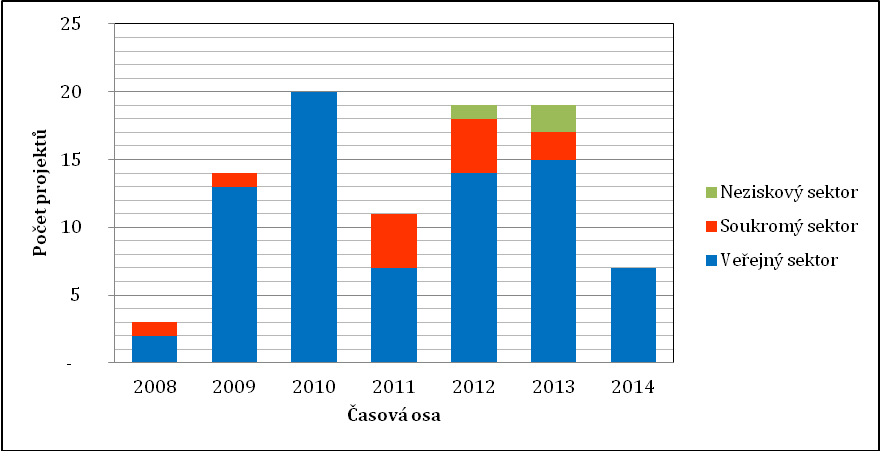 Počet projektů
25
20
15
10
5
-
2008 2009 2010 2011 2012 2013 2014
Časová osa
Neziskový sektor
Soukromý sektor
Veřejný sektor